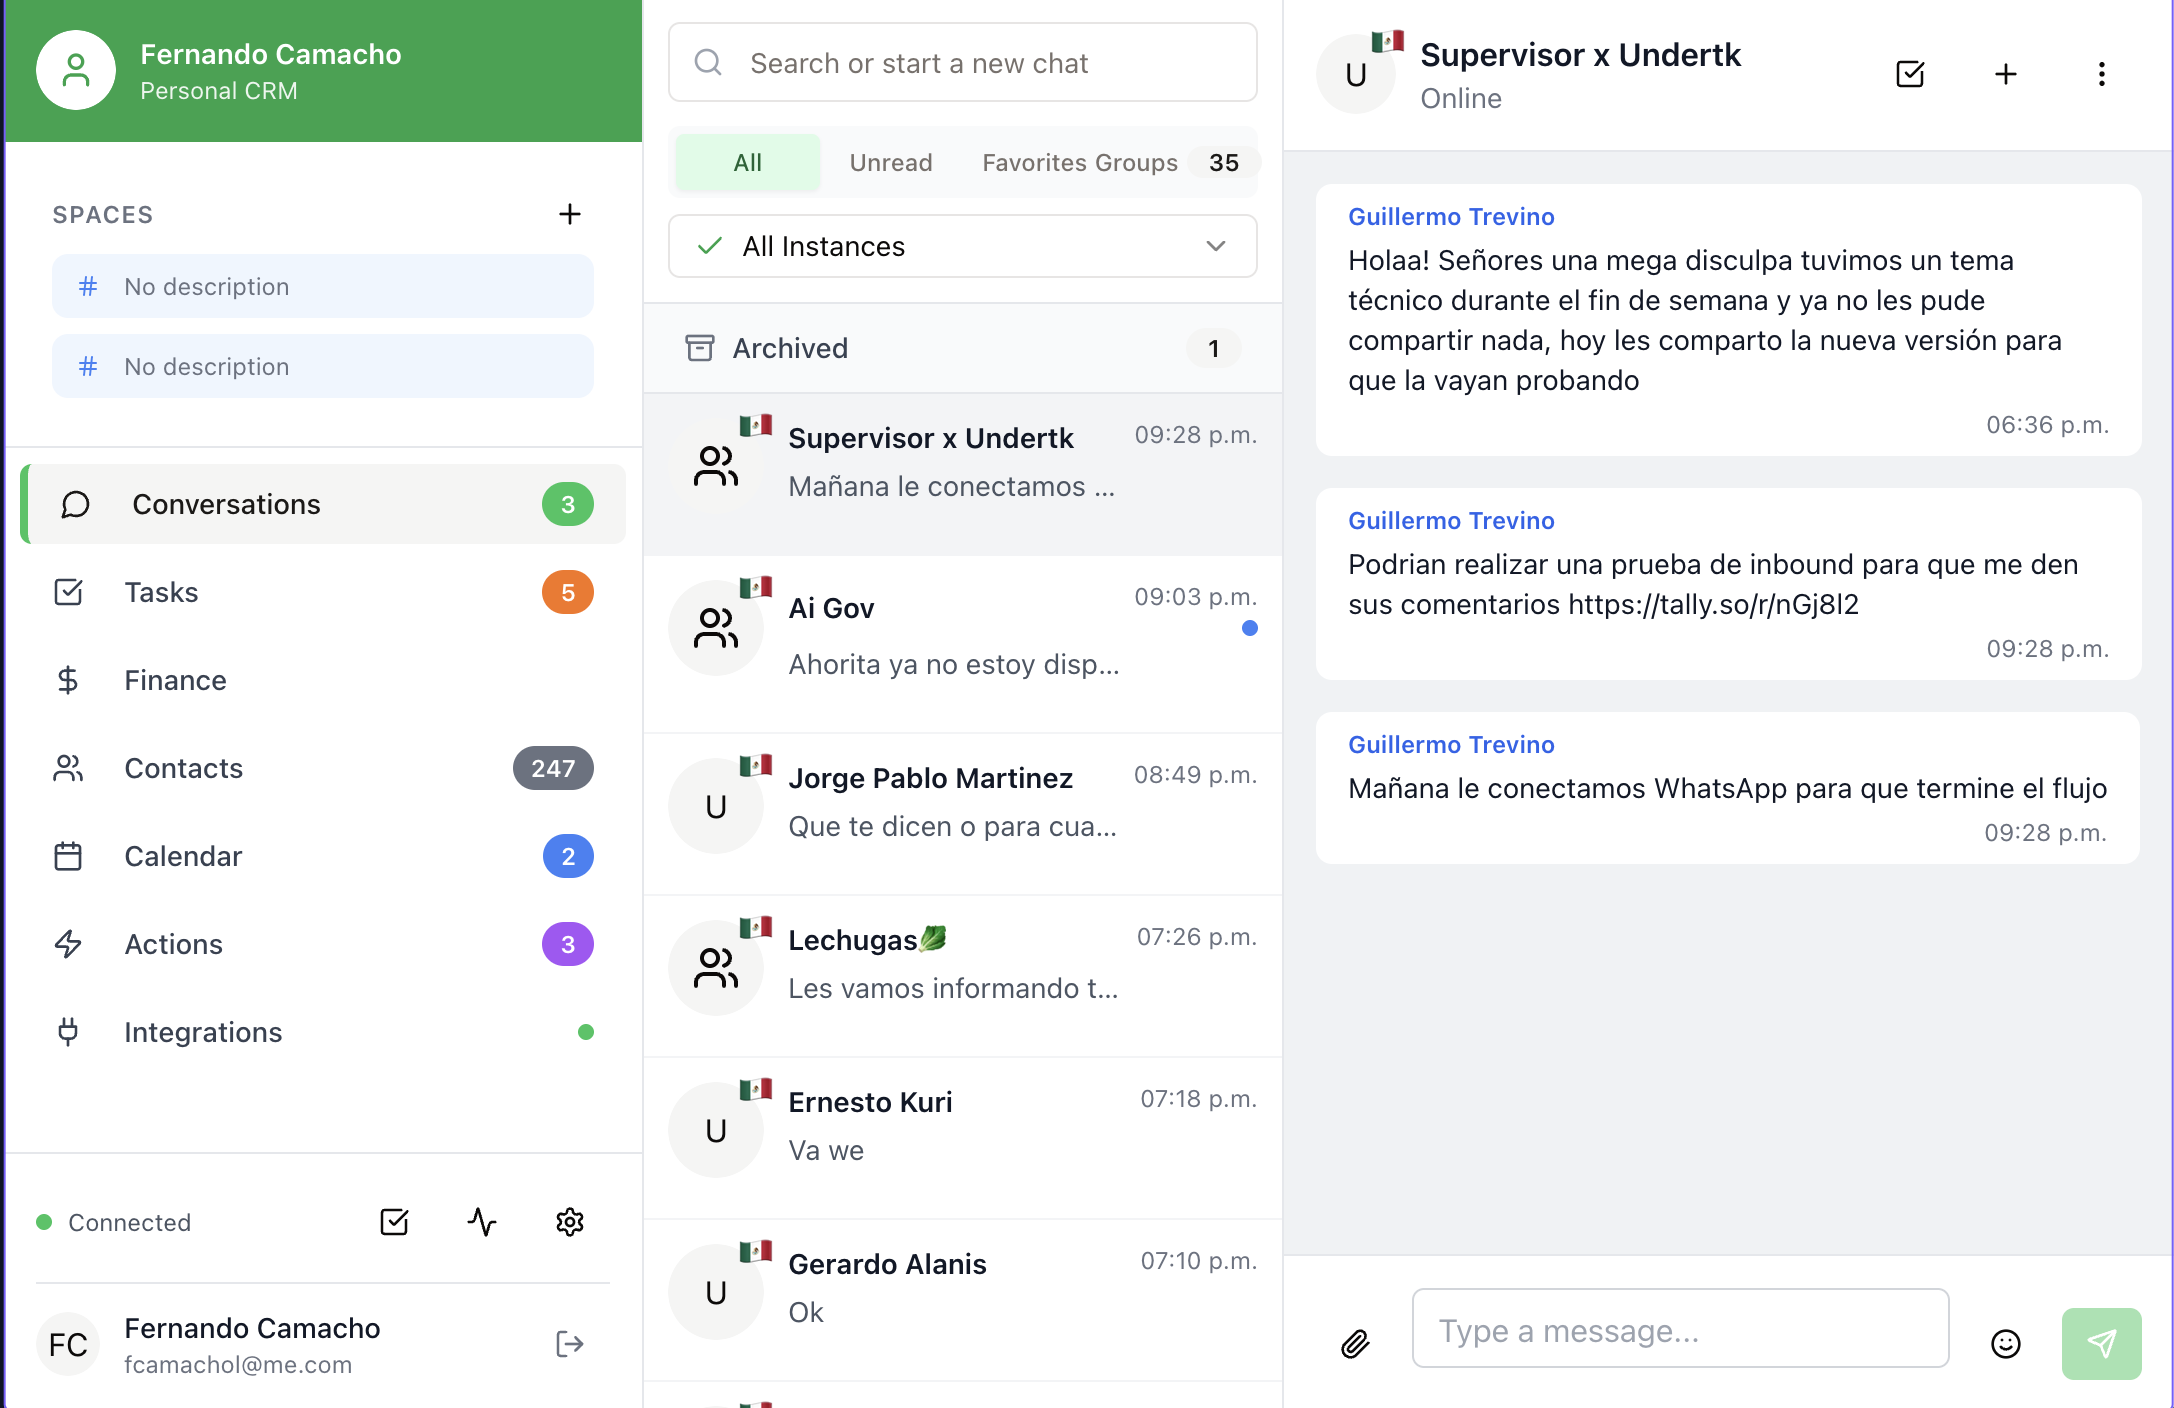 Fernando Camacho
Personal CRM
SPACES
# No description
# No description
Conversations 3
Tasks 5
Finance
Contacts 247
Calendar 2
Actions 3
Integrations
Connected
FC
Fernando Camacho
fcamachol@me.com
Search or start a new chat
All Unread Favorites Groups 35
All Instances
Archived 1
Supervisor x Undertk 09:28 p.m.
Mañana le conectamos ...
Ai Gov 09:03 p.m.
Ahorita ya no estoy disp...
U
Jorge Pablo Martinez 08:49 p.m.
Que te dicen o para cua...
Lechugas🥬 07:26 p.m.
Les vamos informando t...
U
Ernesto Kuri 07:18 p.m.
Va we
U
Gerardo Alanis 07:10 p.m.
Ok
U
Supervisor x Undertk
Online
Guillermo Trevino
Holaa! Señores una mega disculpa tuvimos un tema
técnico durante el fin de semana y ya no les pude
compartir nada, hoy les comparto la nueva versión para
que la vayan probando
06:36 p.m.
Guillermo Trevino
Podrian realizar una prueba de inbound para que me den
sus comentarios https://tally.so/r/nGj8l2
09:28 p.m.
Guillermo Trevino
Mañana le conectamos WhatsApp para que termine el flujo
09:28 p.m.
Type a message...